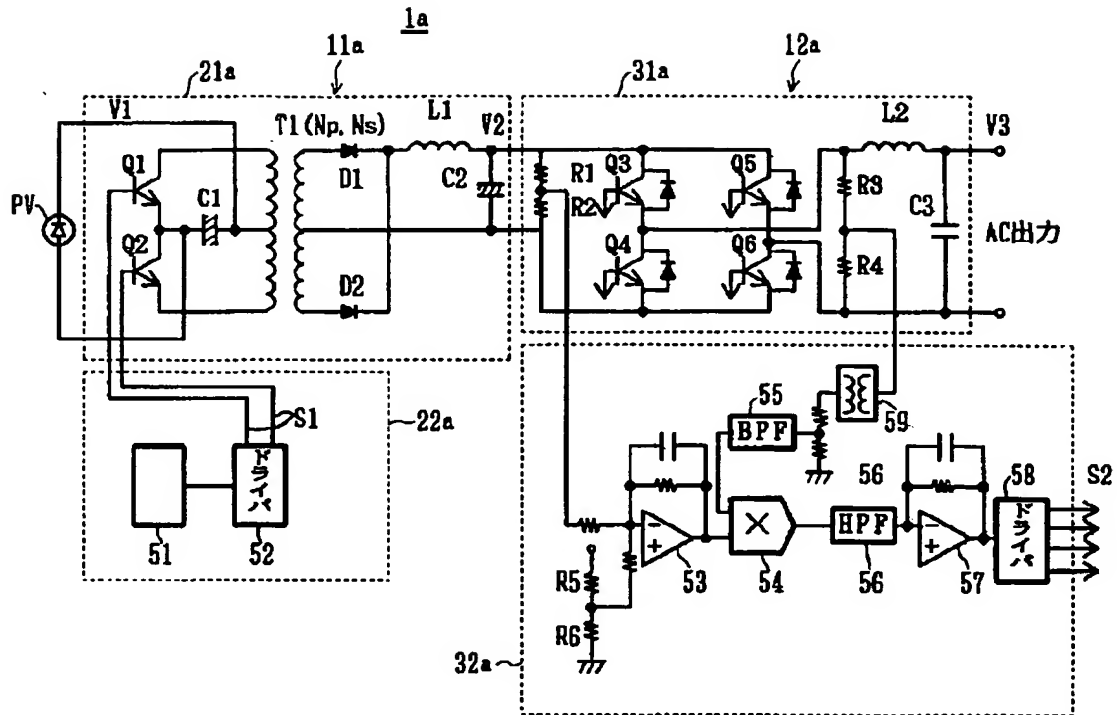 1a
11a
12a
21a
31a
V1
T1(Np,Ns)
L1
V2
L2
V3
Q1
C1
D1
C2
R1
Q3
Q5
R3
C3
PV
Q2
R2
Q4
Q6
R4
AC出力
D2
S1
22a
55
BPF
59
56
58
S2
51
ドライバ
52
53
54
HPF
56
57
ドライバ
R5
R6
32a